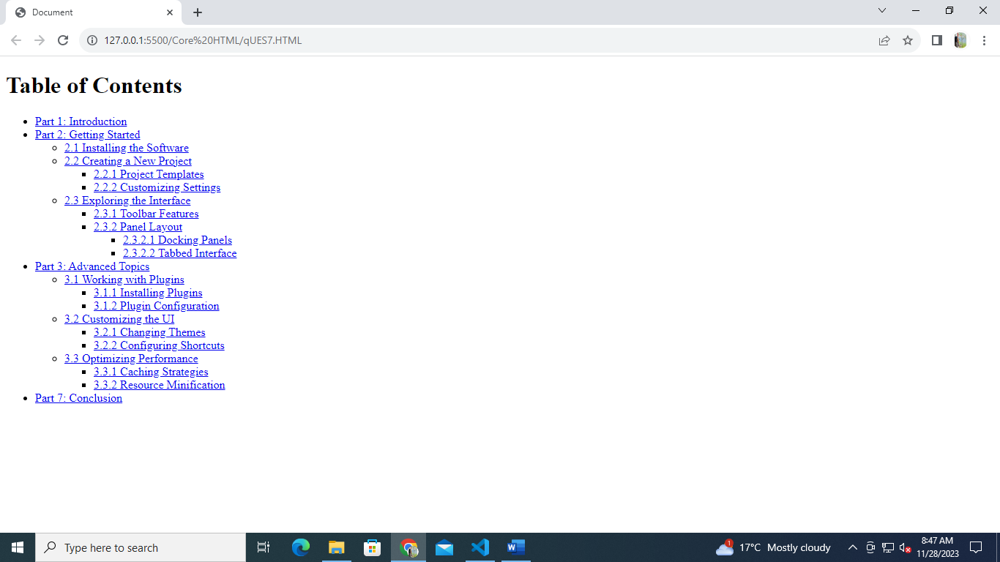 Document
127.0.0.1:5500/Core%20HTML/qUES7.HTML
Table of Contents
Part 1: Introduction
Part 2: Getting Started
2.1 Installing the Software
2.2 Creating a New Project
2.2.1 Project Templates
2.2.2 Customizing Settings
2.3 Exploring the Interface
2.3.1 Toolbar Features
2.3.2 Panel Layout
2.3.2.1 Docking Panels
2.3.2.2 Tabbed Interface
Part 3: Advanced Topics
3.1 Working with Plugins
3.1.1 Installing Plugins
3.1.2 Plugin Configuration
3.2 Customizing the UI
3.2.1 Changing Themes
3.2.2 Configuring Shortcuts
3.3 Optimizing Performance
3.3.1 Caching Strategies
3.3.2 Resource Minification
Part 7: Conclusion
Type here to search
W
1
17°C Mostly cloudy
8:47 AM
11/28/2023